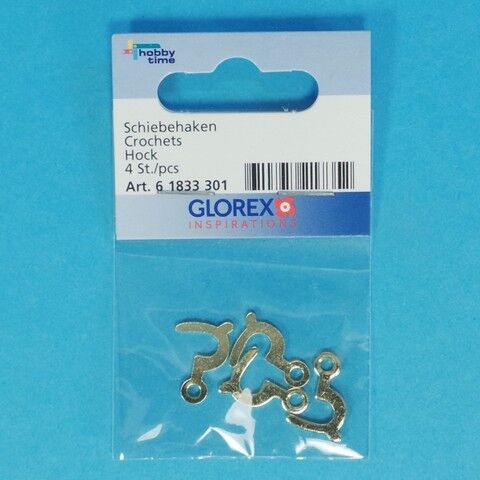 hobby
time
Schiebehaken
Crochets
Hock
4 St./pcs
Art. 6 1833 301
GLOREX
INSPIRATIONS